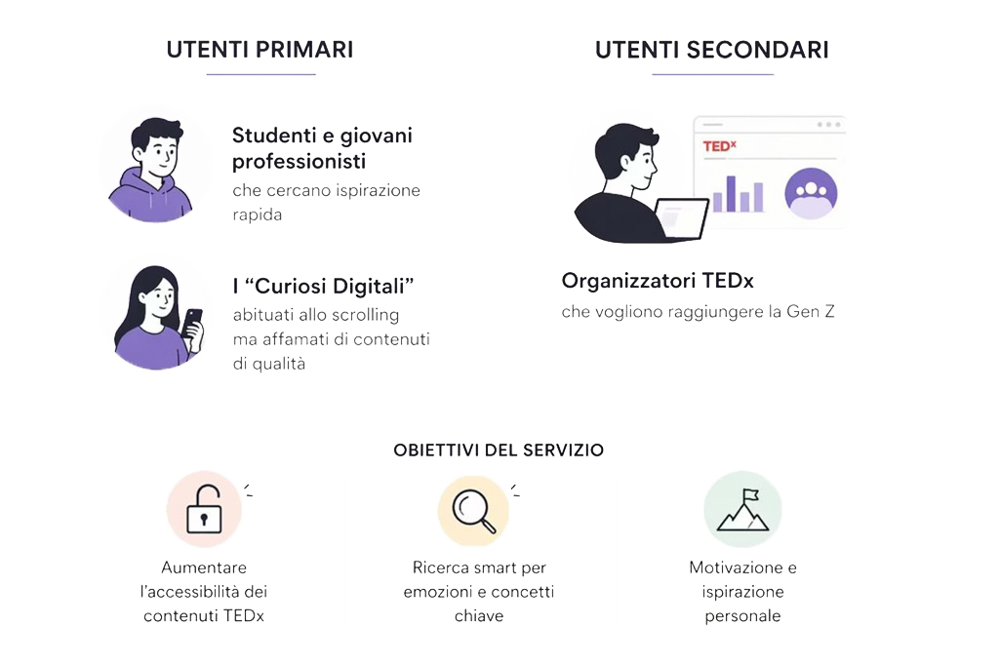 UTENTI PRIMARI
Studenti e giovani
professionisti
che cercano ispirazione
rapida
I “Curiosi Digitali”
abituati allo scrolling
ma affamati di contenuti
di qualità
UTENTI SECONDARI
TEDx
Organizzatori TEDx
che vogliono raggiungere la Gen Z
OBIETTIVI DEL SERVIZIO
Aumentare
l'accessibilità dei
contenuti TEDx
Ricerca smart per
emozioni e concetti
chiave
Motivazione e
ispirazione
personale